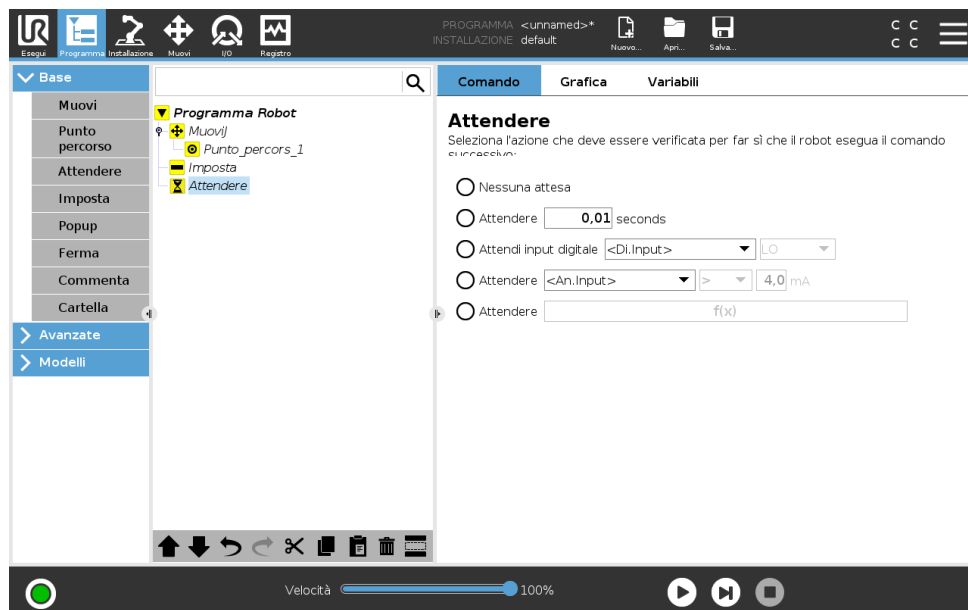 PROGRAMMA <unnamed>*
INSTALLAZIONE default
UR
Esegui
Programma
Installazione
Muovi
I/O
Registro
Nuovo...
Apri...
Salva...
C C
C C
Base
Muovi
Punto
percorso
Attendere
Imposta
Popup
Ferma
Commenta
Cartella
Avanzate
Modelli
Programma Robot
MuoviJ
Punto_percors_1
Imposta
Attendere
Comando
Grafica
Variabili
Attendere
Seleziona l'azione che deve essere verificata per far sì che il robot esegua il comando
successivo:
Nessuna attesa
Attendere 0,01 seconds
Attendi input digitale <Di.Input> LO
Attendere <An.Input> > 4,0 mA
Attendere f(x)
Velocità 100%